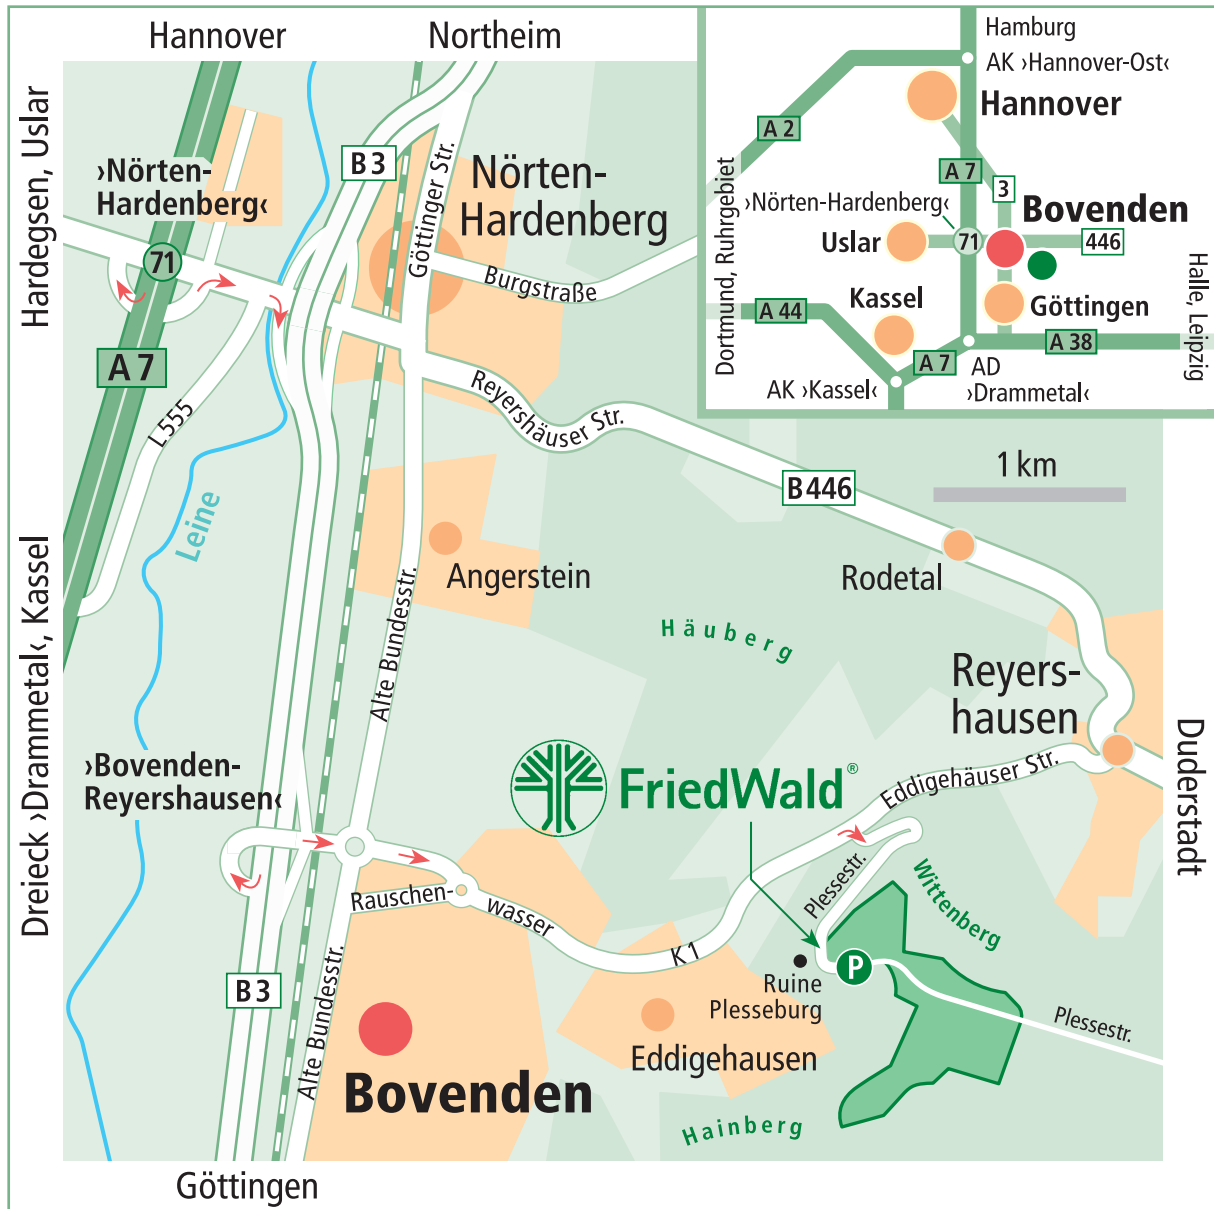 Hannover
Northeim
Hardegsen, Uslar
›Nörten-
Hardenberg‹
B 3
Göttinger Str.
Nörten-
Hardenberg
71
Burgstraße
A 7
L 555
Reyershäuser Str.
Leine
B 446
1 km
Angerstein
Rodetal
Alte Bundesstr.
Häuberg
Reyers-
hausen
Dreieck ›Drammetal‹, Kassel
›Bovenden-
Reyershausen‹
FriedWald®
Eddigehäuser Str.
Duderstadt
Plessestr.
Wittenberg
Rauschen-
wasser
K 1
P
Ruine
Plesseburg
B 3
Alte Bundesstr.
Plessestr.
Eddigehausen
Bovenden
Hainberg
Göttingen
Hamburg
AK ›Hannover-Ost‹
Hannover
A 2
A 7
3
Dortmund, Ruhrgebiet
›Nörten-Hardenberg‹
Bovenden
Uslar
71
446
Kassel
Göttingen
Halle, Leipzig
A 44
A 38
A 7
AD
›Drammetal‹
AK ›Kassel‹